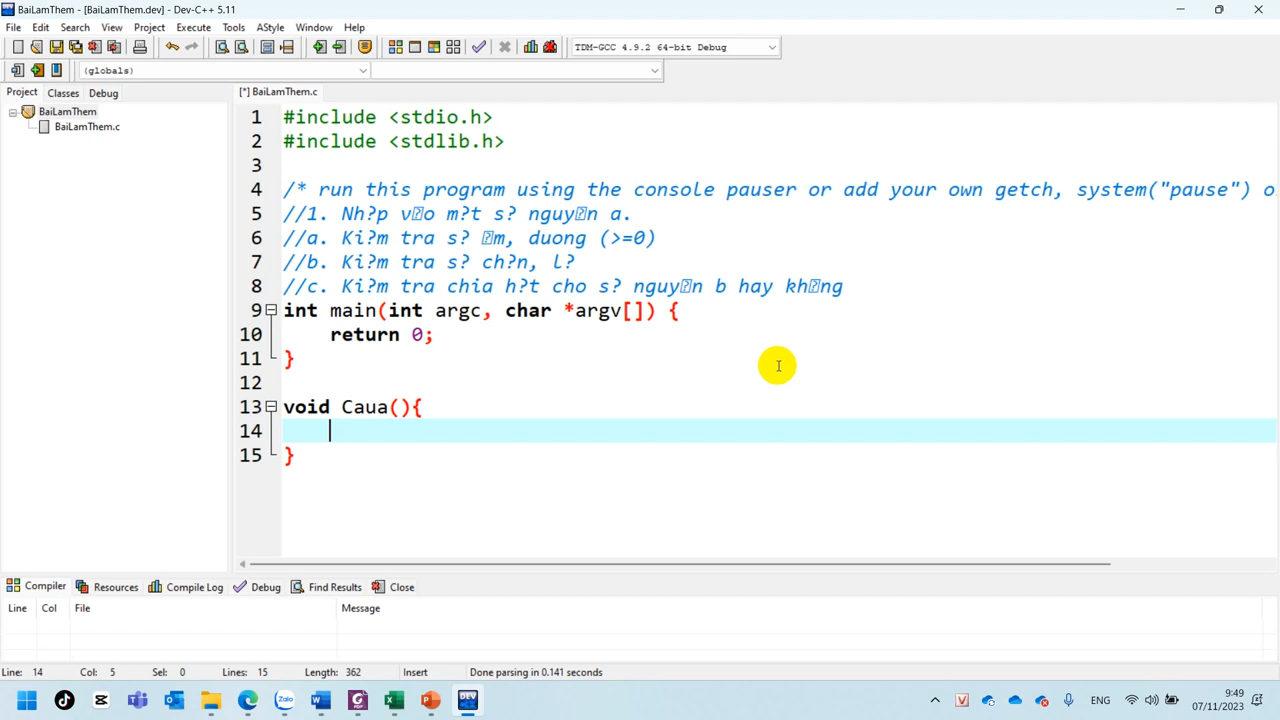 BaiLamThem - [BaiLamThem.dev] - Dev-C++ 5.11
File Edit Search View Project Execute Tools AStyle Window Help
TDM-GCC 4.9.2 64-bit Debug
(globals)
Project Classes Debug
[*] BaiLamThem.c
BaiLamThem
BaiLamThem.c
1 #include <stdio.h>
2 #include <stdlib.h>
3
4 /* run this program using the console pauser or add your own getch, system("pause") o
5 //1. Nh?p v�o m?t s? nguy�n a.
6 //a. Ki?m tra s? �m, duong (>=0)
7 //b. Ki?m tra s? ch?n, l?
8 //c. Ki?m tra chia h?t cho s? nguy�n b hay kh�ng
9 int main(int argc, char *argv[]) {
10 return 0;
11 }
12
13 void Caua(){
14
15 }
Compiler Resources Compile Log Debug Find Results Close
Line Col File Message
Line: 14 Col: 5 Sel: 0 Lines: 15 Length: 362 Insert Done parsing in 0.141 seconds
ENG
9:49
07/11/2023